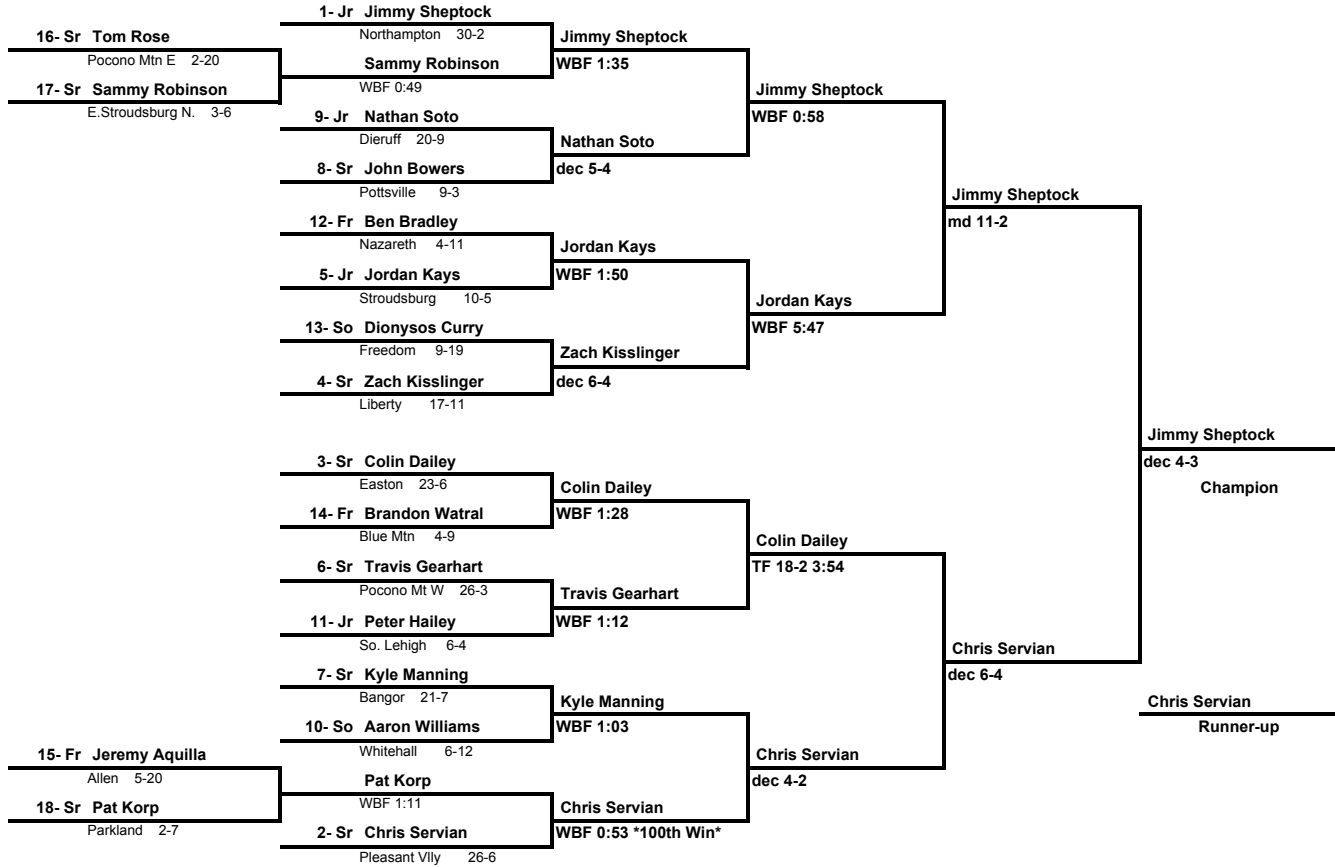 1- Jr Jimmy Sheptock
Northampton 30-2
16- Sr Tom Rose
Pocono Mtn E 2-20
17- Sr Sammy Robinson
E.Stroudsburg N. 3-6
Sammy Robinson
WBF 0:49
9- Jr Nathan Soto
Dieruff 20-9
8- Sr John Bowers
Pottsville 9-3
12- Fr Ben Bradley
Nazareth 4-11
5- Jr Jordan Kays
Stroudsburg 10-5
13- So Dionysos Curry
Freedom 9-19
4- Sr Zach Kisslinger
Liberty 17-11
3- Sr Colin Dailey
Easton 23-6
14- Fr Brandon Watral
Blue Mtn 4-9
6- Sr Travis Gearhart
Pocono Mt W 26-3
11- Jr Peter Hailey
So. Lehigh 6-4
7- Sr Kyle Manning
Bangor 21-7
10- So Aaron Williams
Whitehall 6-12
15- Fr Jeremy Aquilla
Allen 5-20
18- Sr Pat Korp
Parkland 2-7
Pat Korp
WBF 1:11
2- Sr Chris Servian
Pleasant Vlly 26-6
Jimmy Sheptock
WBF 1:35
Nathan Soto
dec 5-4
Jordan Kays
WBF 1:50
Zach Kisslinger
dec 6-4
Colin Dailey
WBF 1:28
Travis Gearhart
WBF 1:12
Kyle Manning
WBF 1:03
Chris Servian
WBF 0:53 *100th Win*
Jimmy Sheptock
WBF 0:58
Jordan Kays
WBF 5:47
Colin Dailey
TF 18-2 3:54
Chris Servian
dec 4-2
Jimmy Sheptock
md 11-2
Chris Servian
dec 6-4
Jimmy Sheptock
dec 4-3
Champion
Chris Servian
Runner-up